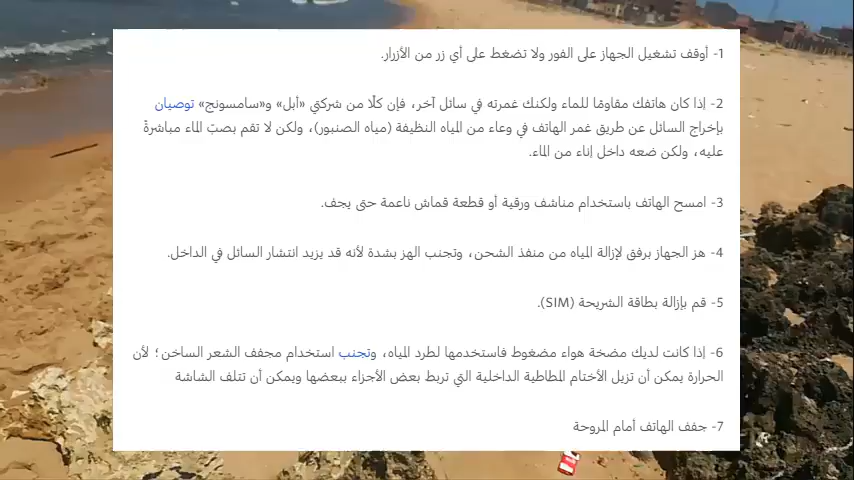 1- أوقف تشغيل الجهاز على الفور ولا تضغط على أي زر من الأزرار.
2- إذا كان هاتفك مقاومًا للماء ولكنك غمرته في سائل آخر، فإن كلًا من شركتي «أبل» و«سامسونج» توصيان
بإخراج السائل عن طريق غمر الهاتف في وعاء من المياه النظيفة (مياه الصنبور)، ولكن لا تقم بصبّ الماء مباشرةً
عليه، ولكن ضعه داخل إناء من الماء.
3- امسح الهاتف باستخدام مناشف ورقية أو قطعة قماش ناعمة حتى يجف.
4- هز الجهاز برفق لإزالة المياه من منفذ الشحن، وتجنب الهز بشدة لأنه قد يزيد انتشار السائل في الداخل.
5- قم بإزالة بطاقة الشريحة (SIM).
6- إذا كانت لديك مضخة هواء مضغوط فاستخدمها لطرد المياه، وتجنب استخدام مجفف الشعر الساخن؛ لأن
الحرارة يمكن أن تزيل الأختام المطاطية الداخلية التي تربط بعض الأجزاء ببعضها ويمكن أن تتلف الشاشة
7- جفف الهاتف أمام المروحة